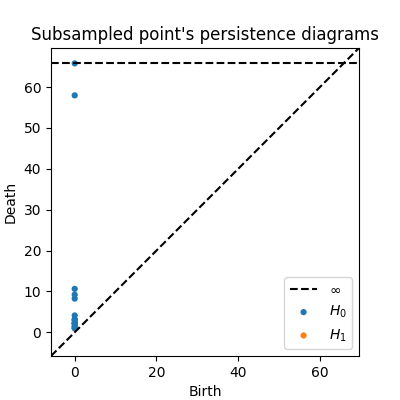 Subsampled point's persistence diagrams
Death
60
50
40
30
20
10
0
∞
H₀
H₁
0 20 40 60
Birth